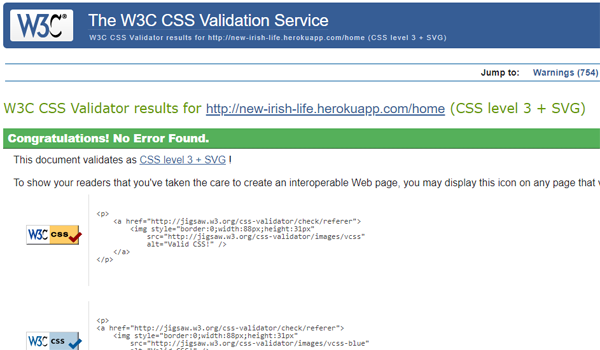 W3C The W3C CSS Validation Service
W3C CSS Validator results for http://new-irish-life.herokuapp.com/home (CSS level 3 + SVG)
Jump to: Warnings (754)
W3C CSS Validator results for http://new-irish-life.herokuapp.com/home (CSS level 3 + SVG)
Congratulations! No Error Found.
This document validates as CSS level 3 + SVG !
To show your readers that you've taken the care to create an interoperable Web page, you may display this icon on any page that v
W3C css
<p>
<a href="http://jigsaw.w3.org/css-validator/check/referer">
<img style="border:0;width:88px;height:31px"
src="http://jigsaw.w3.org/css-validator/images/vcss"
alt="Valid CSS!" />
</a>
</p>
W3C css
<p>
<a href="http://jigsaw.w3.org/css-validator/check/referer">
<img style="border:0;width:88px;height:31px"
src="http://jigsaw.w3.org/css-validator/images/vcss-blue"
alt="Valid CSS!" />